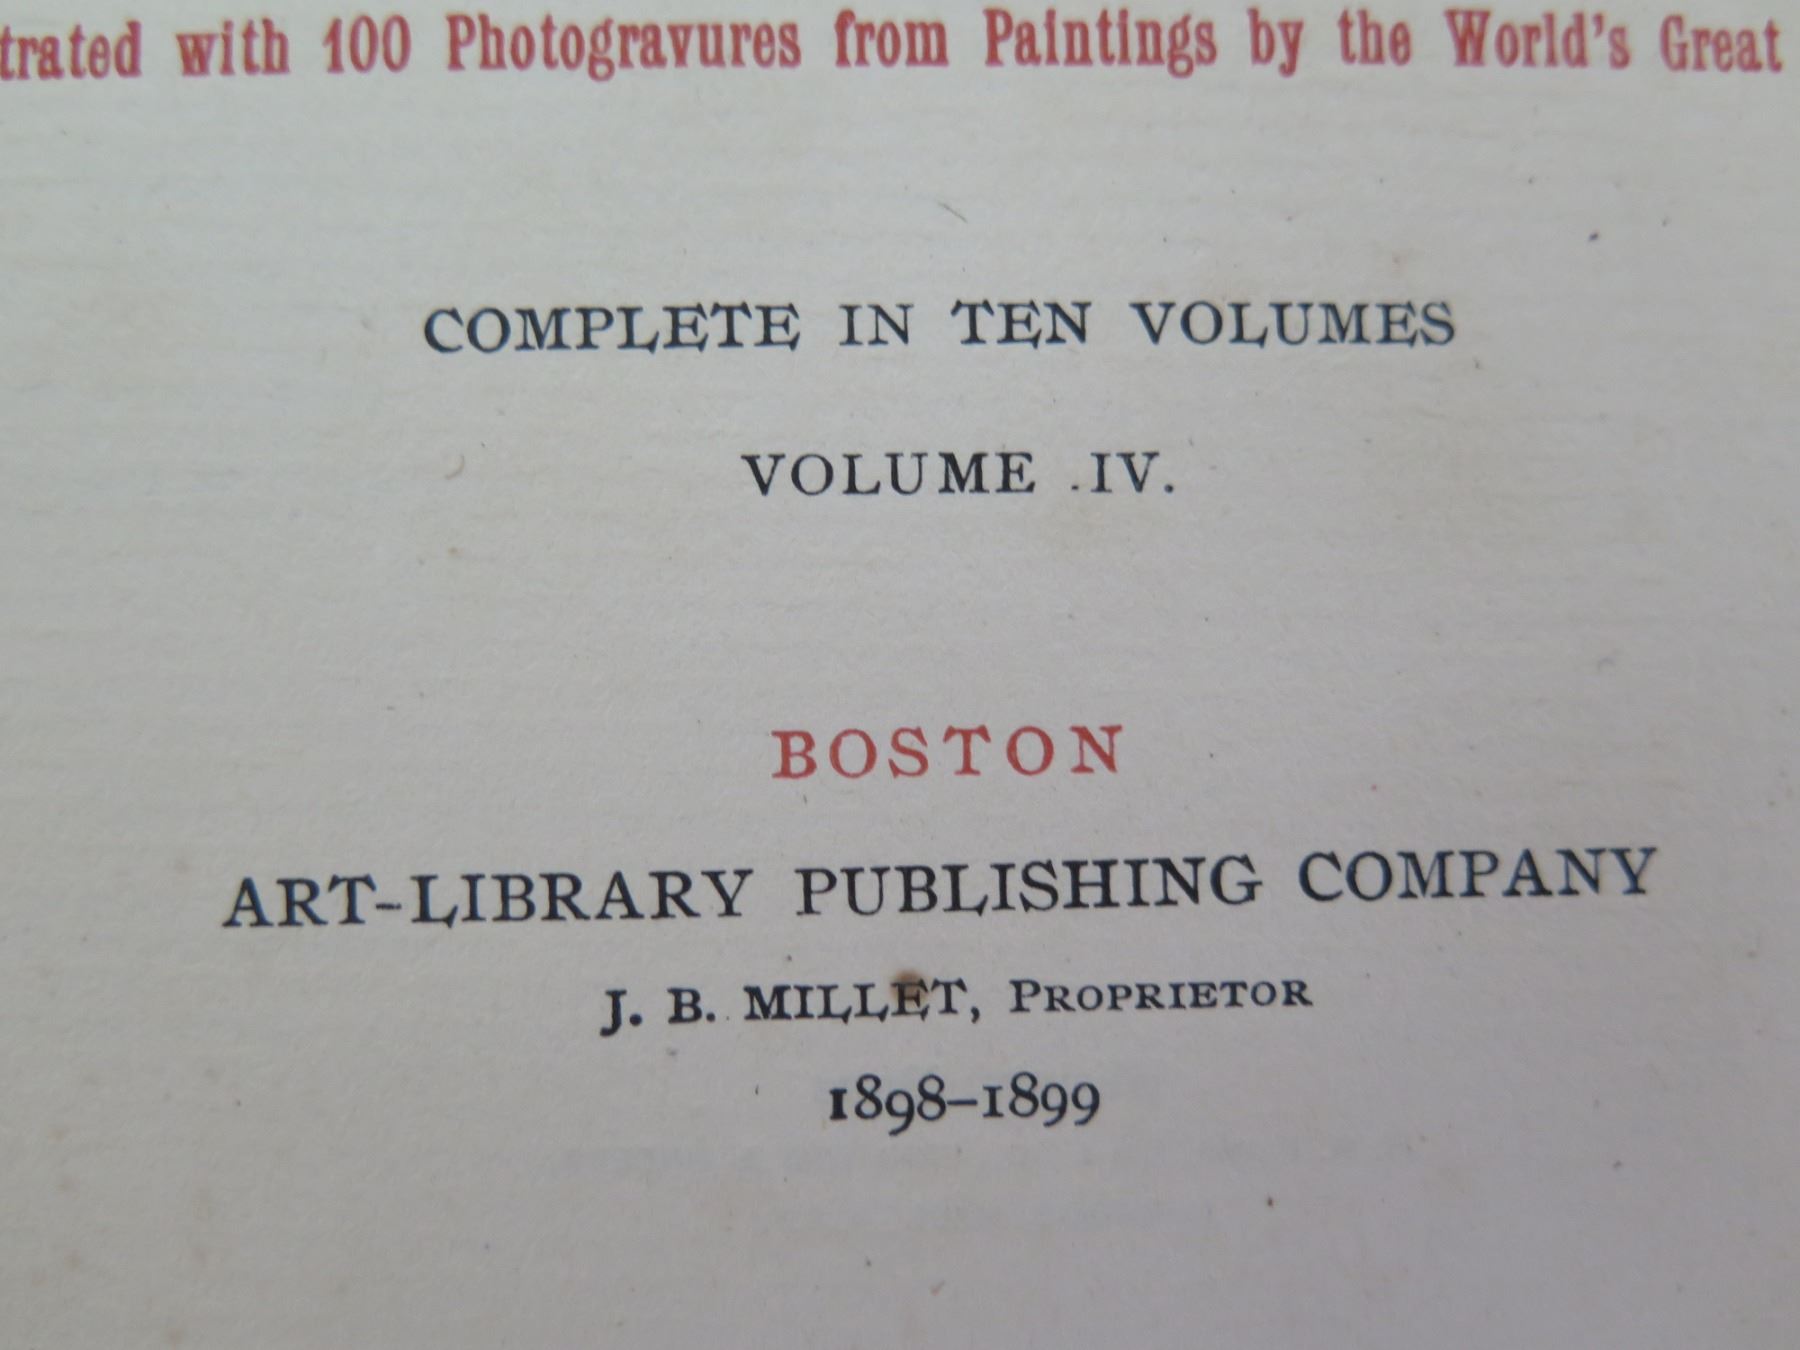 trated with 100 Photogravures from Paintings by the World's Great
COMPLETE IN TEN VOLUMES
VOLUME .IV.
BOSTON
ART-LIBRARY PUBLISHING COMPANY
J. B. MILLET, PROPRIETOR
1898–1899